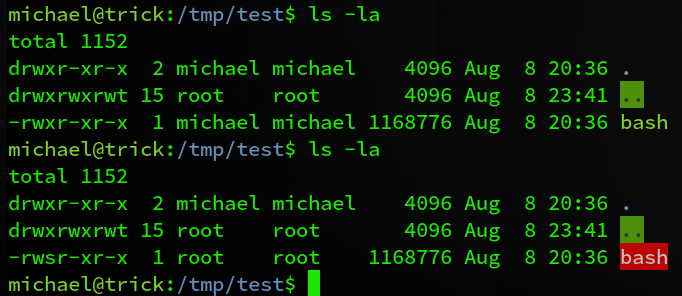 michael@trick:/tmp/test$ ls -la
total 1152
drwxr-xr-x  2 michael michael    4096 Aug  8 20:36 .
drwxrwxrwt 15 root    root       4096 Aug  8 23:41 ..
-rwxr-xr-x  1 michael michael 1168776 Aug  8 20:36 bash
michael@trick:/tmp/test$ ls -la
total 1152
drwxr-xr-x  2 michael michael    4096 Aug  8 20:36 .
drwxrwxrwt 15 root    root       4096 Aug  8 23:41 ..
-rwsr-xr-x  1 root    root    1168776 Aug  8 20:36 bash
michael@trick:/tmp/test$